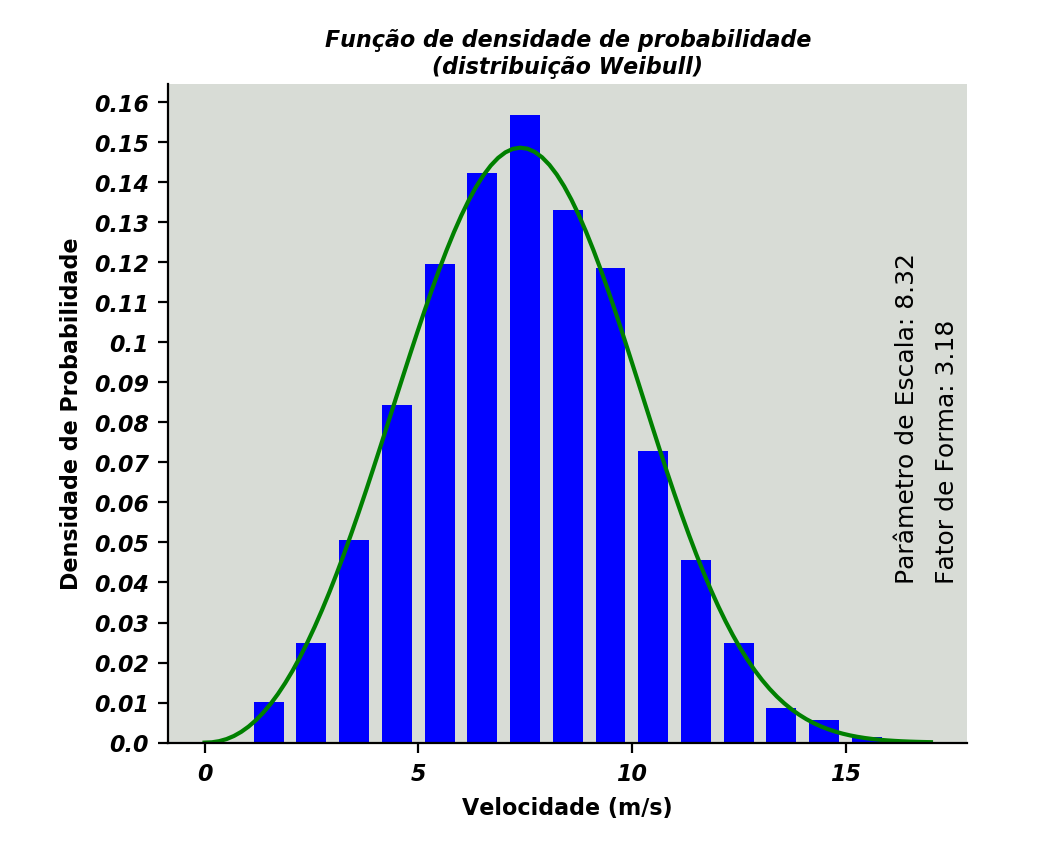 Função de densidade de probabilidade
(distribuição Weibull)
Densidade de Probabilidade
0.16
0.15
0.14
0.13
0.12
0.11
0.1
0.09
0.08
0.07
0.06
0.05
0.04
0.03
0.02
0.01
0.0
Parâmetro de Escala: 8.32
Fator de Forma: 3.18
0 5 10 15
Velocidade (m/s)